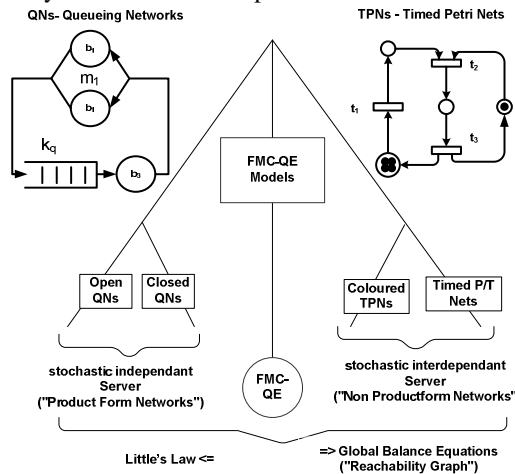 QNs- Queueing Networks
TPNs - Timed Petri Nets
b₁
m₁
b₁
kq
b₃
t₂
t₁
t₃
FMC-QE
Models
Open
QNs
Closed
QNs
Coloured
TPNs
Timed P/T
Nets
stochastic independant
Server
("Product Form Networks")
FMC-
QE
stochastic interdependant
Server
("Non Productform Networks"
Little's Law <=
=> Global Balance Equations
("Reachability Graph")